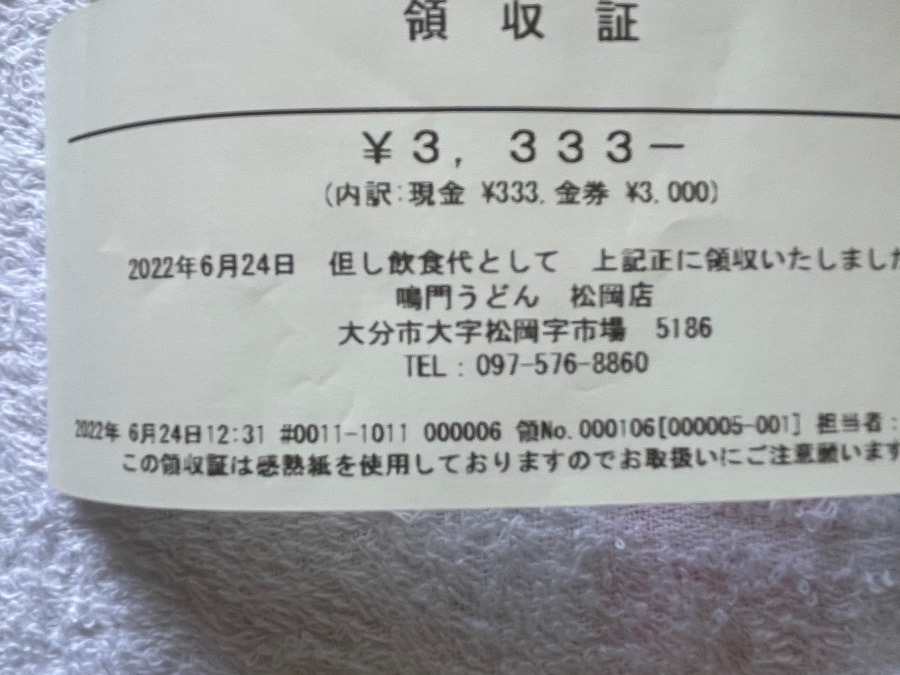 領 収 証
¥3, 333－
(内訳:現金 ¥333. 金券 ¥3.000)
2022年6月24日 但し飲食代として 上記正に領収いたしました
鳴門うどん 松岡店
大分市大字松岡字市場 5186
TEL : 097-576-8860
2022年 6月24日12:31 #0011-1011 000006 領No. 000106[000005-001] 担当者:
この領収証は感熱紙を使用しておりますのでお取扱いにご注意願います